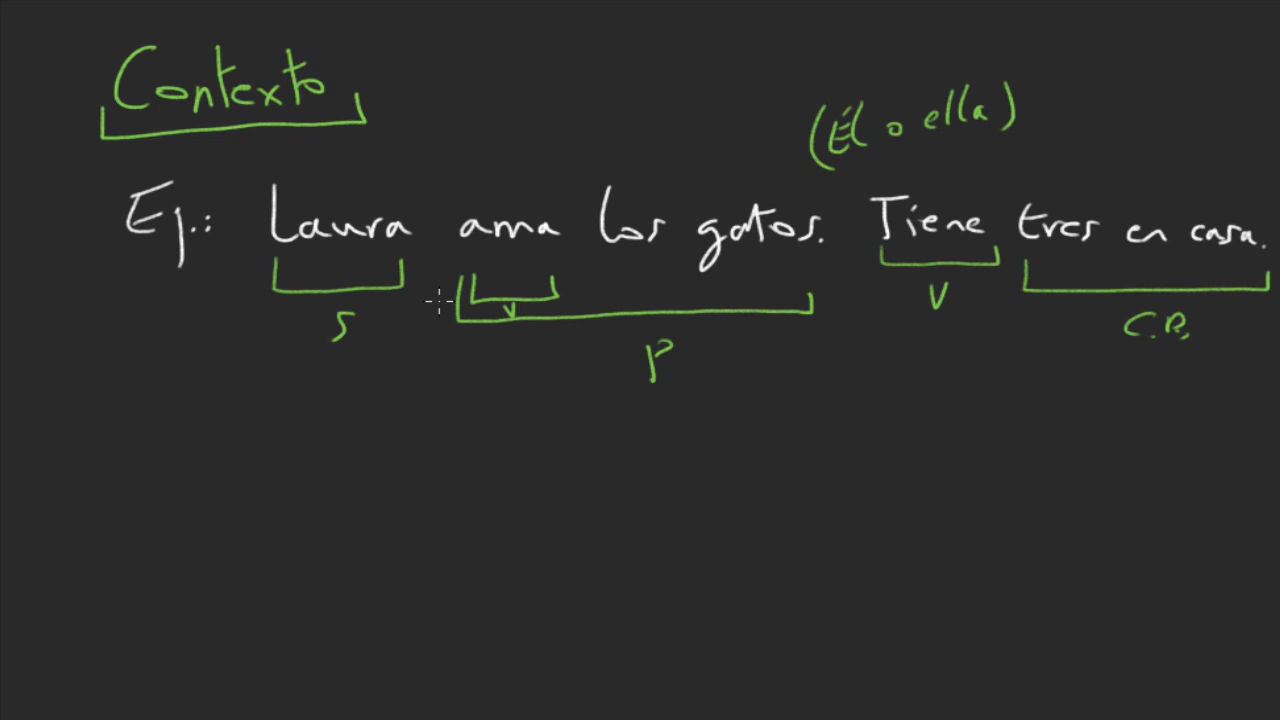 Contexto
(Él o ella)
Ej.: Laura ama los gatos. Tiene tres en casa.
S V P V C.P.